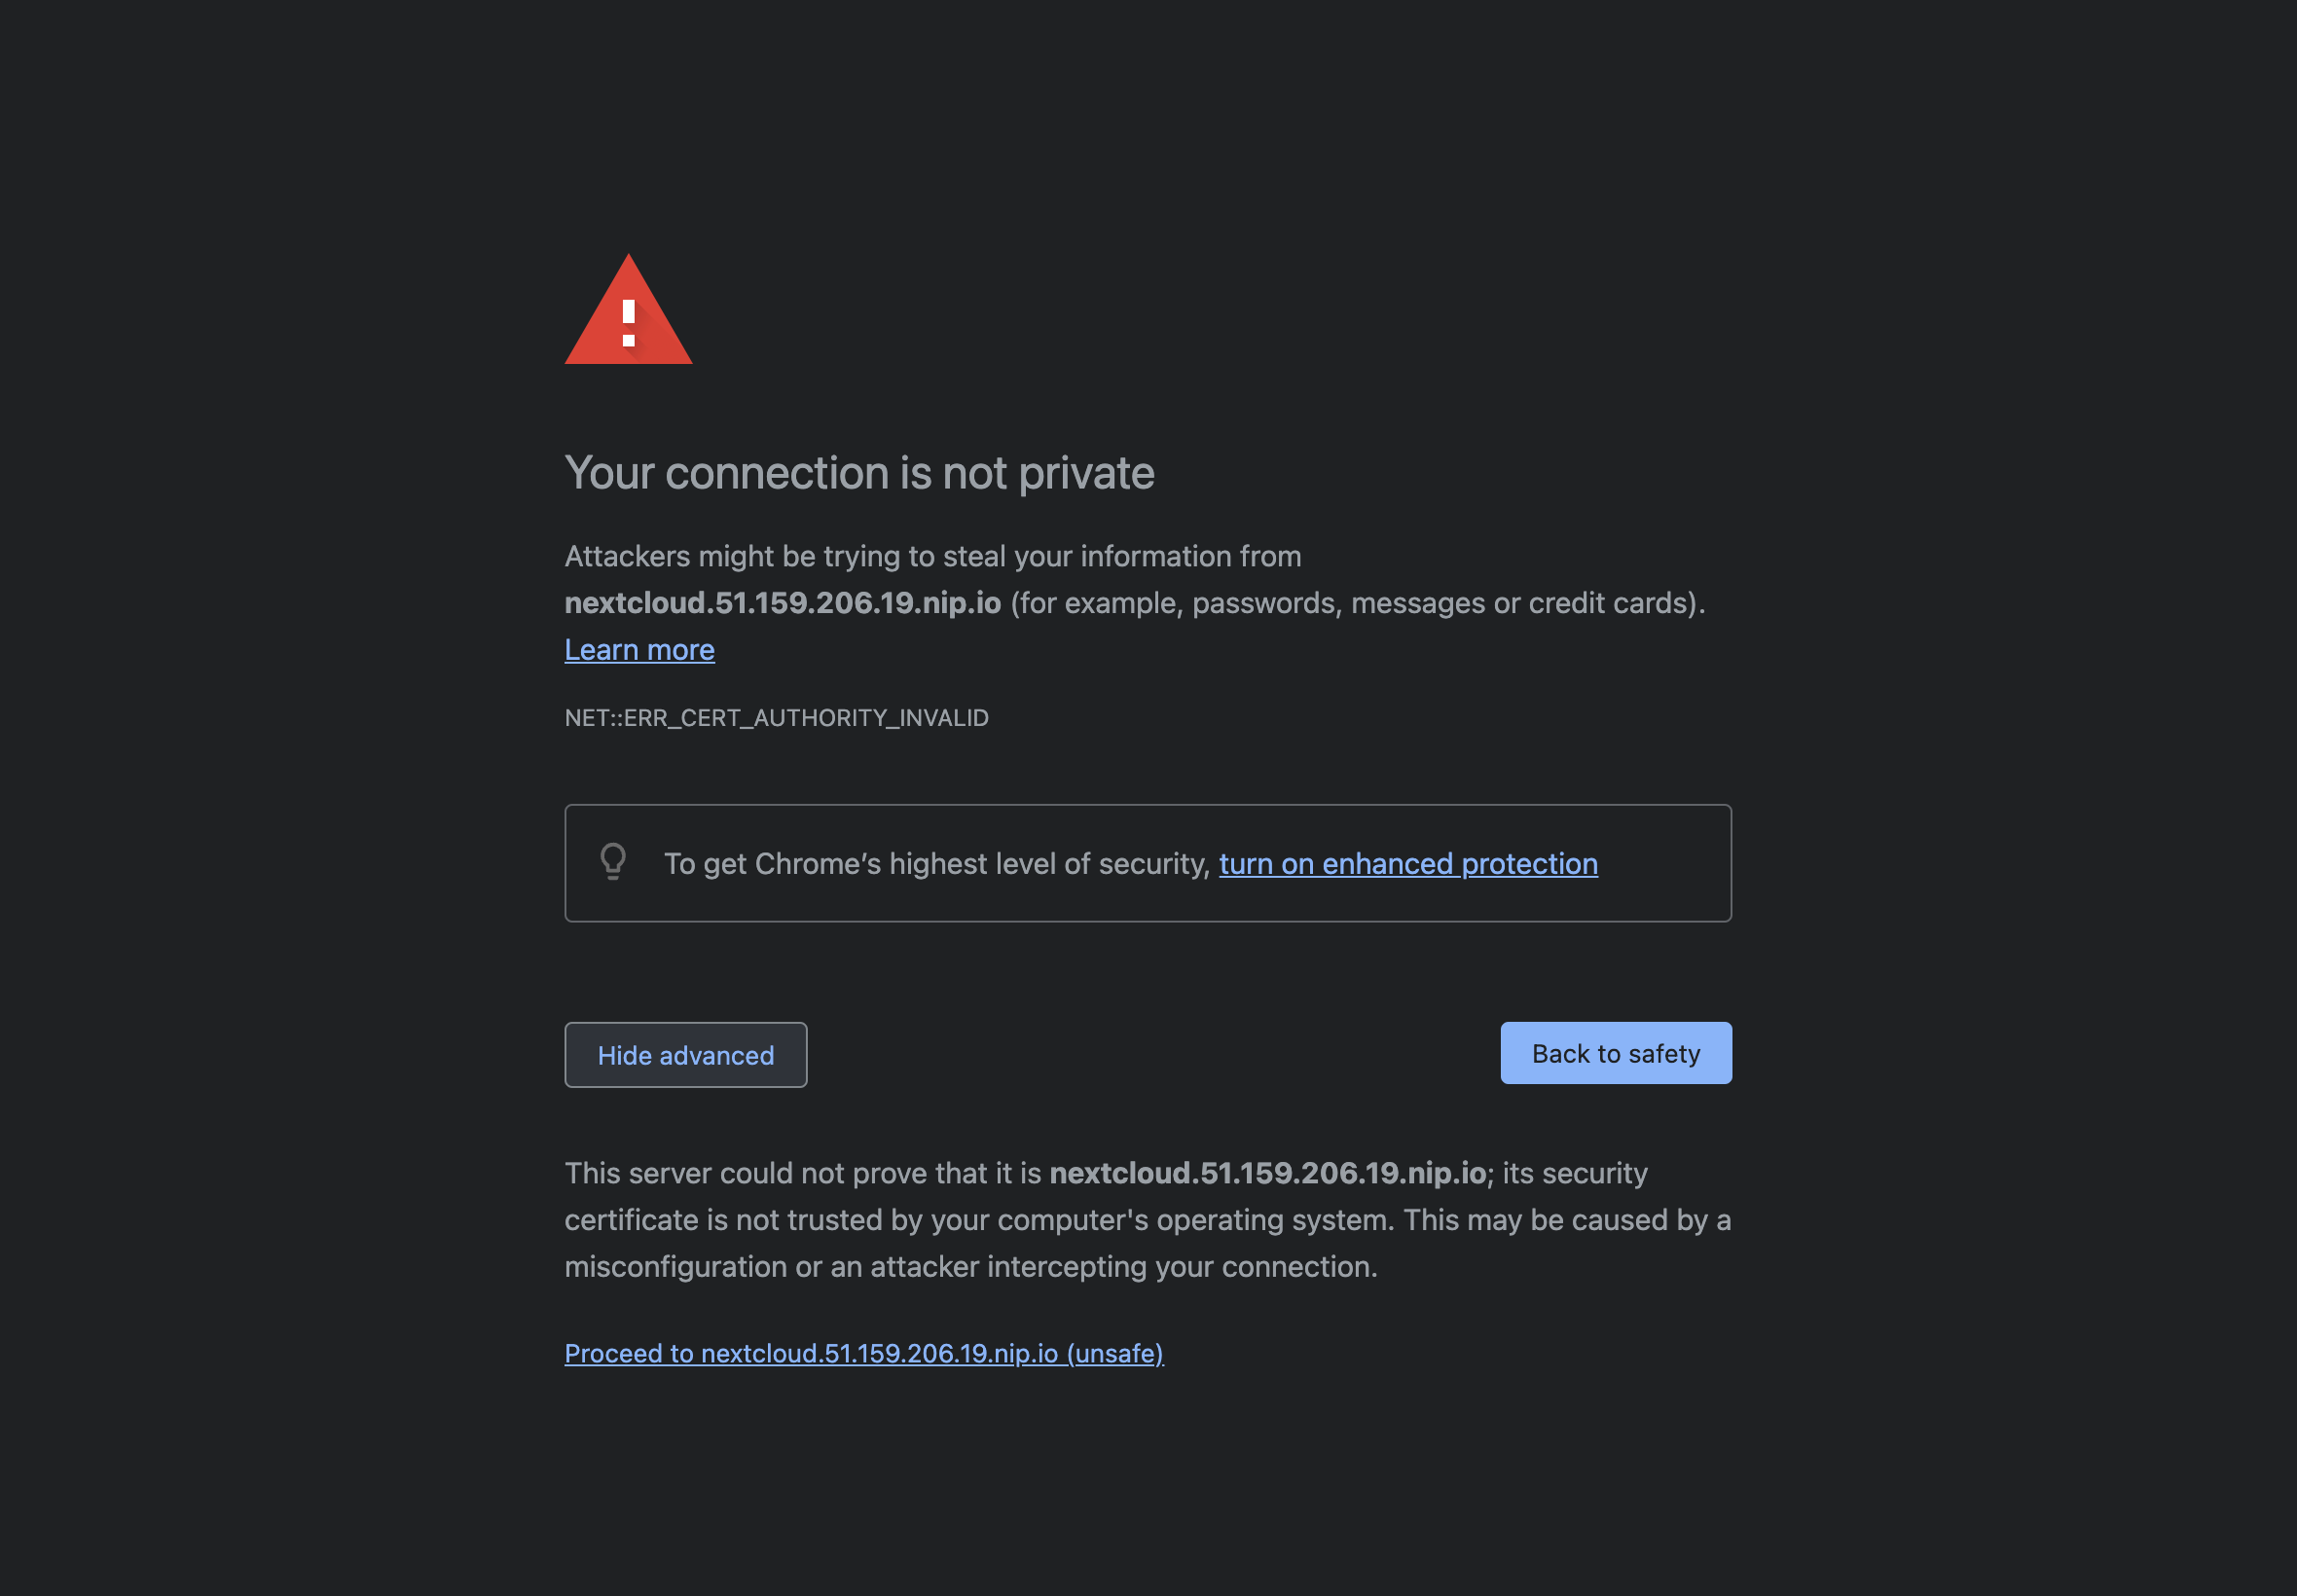 Your connection is not private
Attackers might be trying to steal your information from
nextcloud.51.159.206.19.nip.io (for example, passwords, messages or credit cards).
Learn more
NET::ERR_CERT_AUTHORITY_INVALID
To get Chrome’s highest level of security, turn on enhanced protection
Hide advanced
Back to safety
This server could not prove that it is nextcloud.51.159.206.19.nip.io; its security
certificate is not trusted by your computer's operating system. This may be caused by a
misconfiguration or an attacker intercepting your connection.
Proceed to nextcloud.51.159.206.19.nip.io (unsafe)